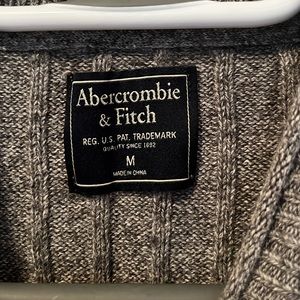 Abercrombie
& Fitch
REG. U.S. PAT. TRADEMARK
QUALITY SINCE 1892
M
MADE IN CHINA